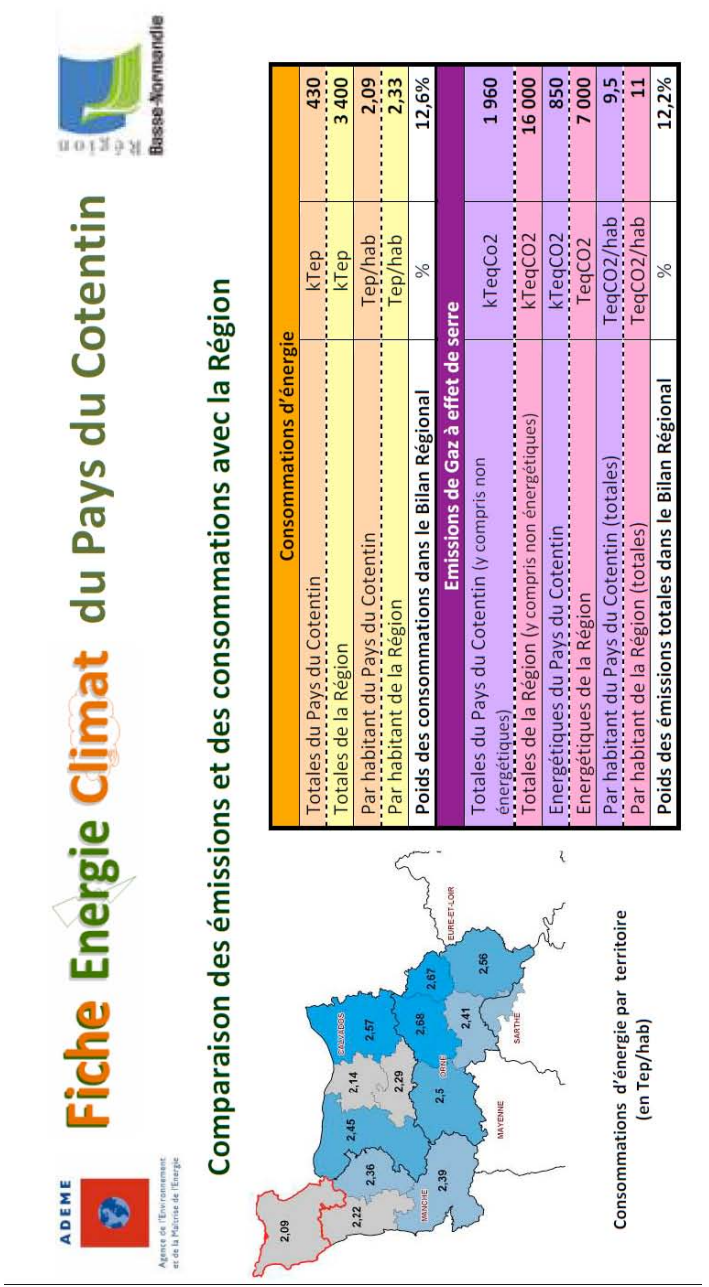 ADEME
Agence de l'Environnement
et de la Maîtrise de l'Energie
Fiche Energie Climat du Pays du Cotentin
Région
Basse-Normandie
Comparaison des émissions et des consommations avec la Région
2,09
2,22
2,36
2,45
2,14
2,29
2,57
2,39
2,5
2,68
2,67
2,41
2,56
MANCHE
CALVADOS
ORNE
MAYENNE
SARTHE
EURE-ET-LOIR
Consommations d'énergie par territoire
(en Tep/hab)
Consommations d'énergie
Totales du Pays du Cotentin kTep 430
Totales de la Région kTep 3 400
Par habitant du Pays du Cotentin Tep/hab 2,09
Par habitant de la Région Tep/hab 2,33
Poids des consommations dans le Bilan Régional % 12,6%
Emissions de Gaz à effet de serre
Totales du Pays du Cotentin (y compris non
énergétiques) kTeqCo2 1 960
Totales de la Région (y compris non énergétiques) kTeqCO2 16 000
Energétiques du Pays du Cotentin kTeqCO2 850
Energétiques de la Région TeqCO2 7 000
Par habitant du Pays du Cotentin (totales) TeqCO2/hab 9,5
Par habitant de la Région (totales) TeqCO2/hab 11
Poids des émissions totales dans le Bilan Régional % 12,2%